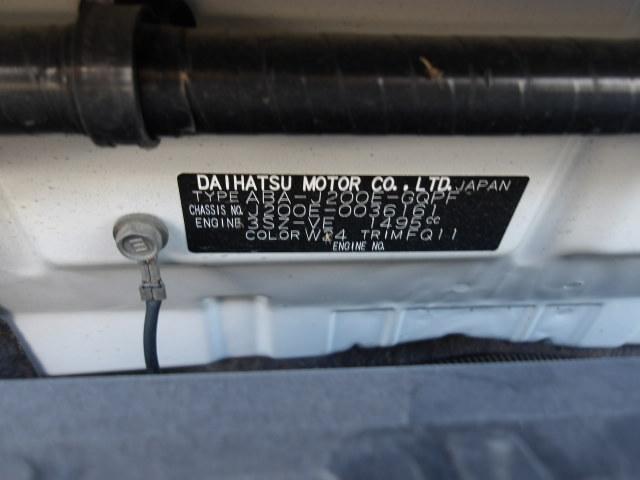 DAIHATSU MOTOR CO., LTD. JAPAN
TYPE ABA-J200E-GQPF
CHASSIS NO. J200E-0036767
ENGINE 3SZ-VE 1495cc
COLOR W24 TRIM FQ11
ENGINE NO.